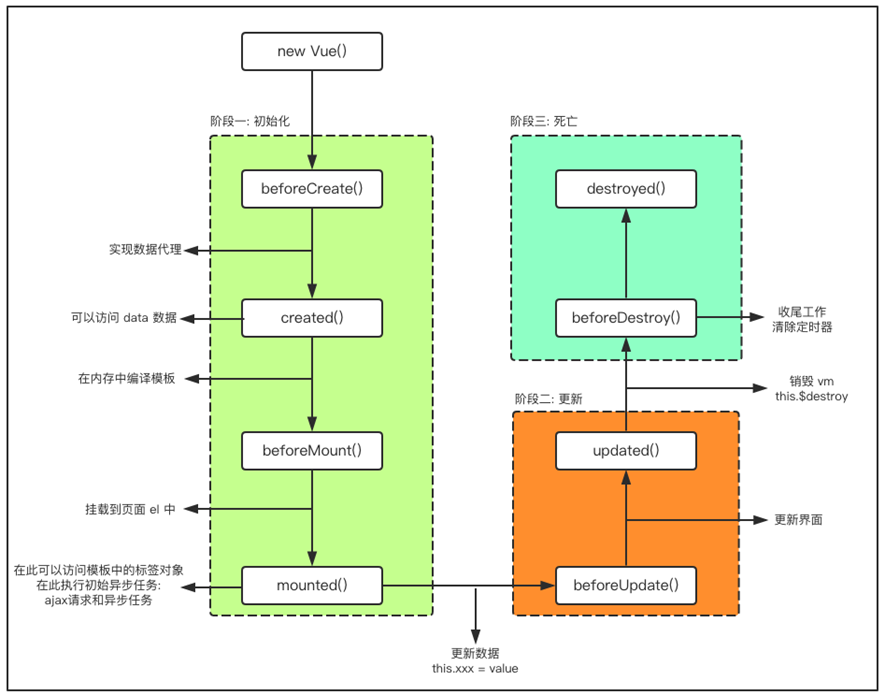 new Vue()
阶段一: 初始化
beforeCreate()
实现数据代理
可以访问 data 数据
created()
在内存中编译模板
beforeMount()
挂载到页面 el 中
在此可以访问模板中的标签对象
在此执行初始异步任务:
ajax请求和异步任务
mounted()
更新数据
this.xxx = value
阶段二: 更新
beforeUpdate()
更新界面
updated()
销毁 vm
this.$destroy
阶段三: 死亡
beforeDestroy()
收尾工作
清除定时器
destroyed()